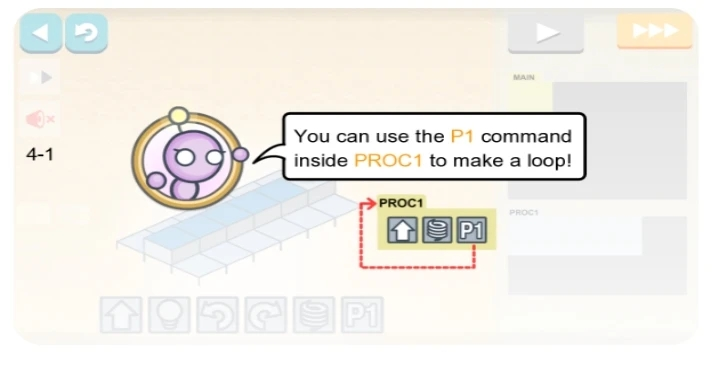 MAIN
You can use the P1 command
inside PROC1 to make a loop!
4-1
PROC1
P1
PROC1
P1